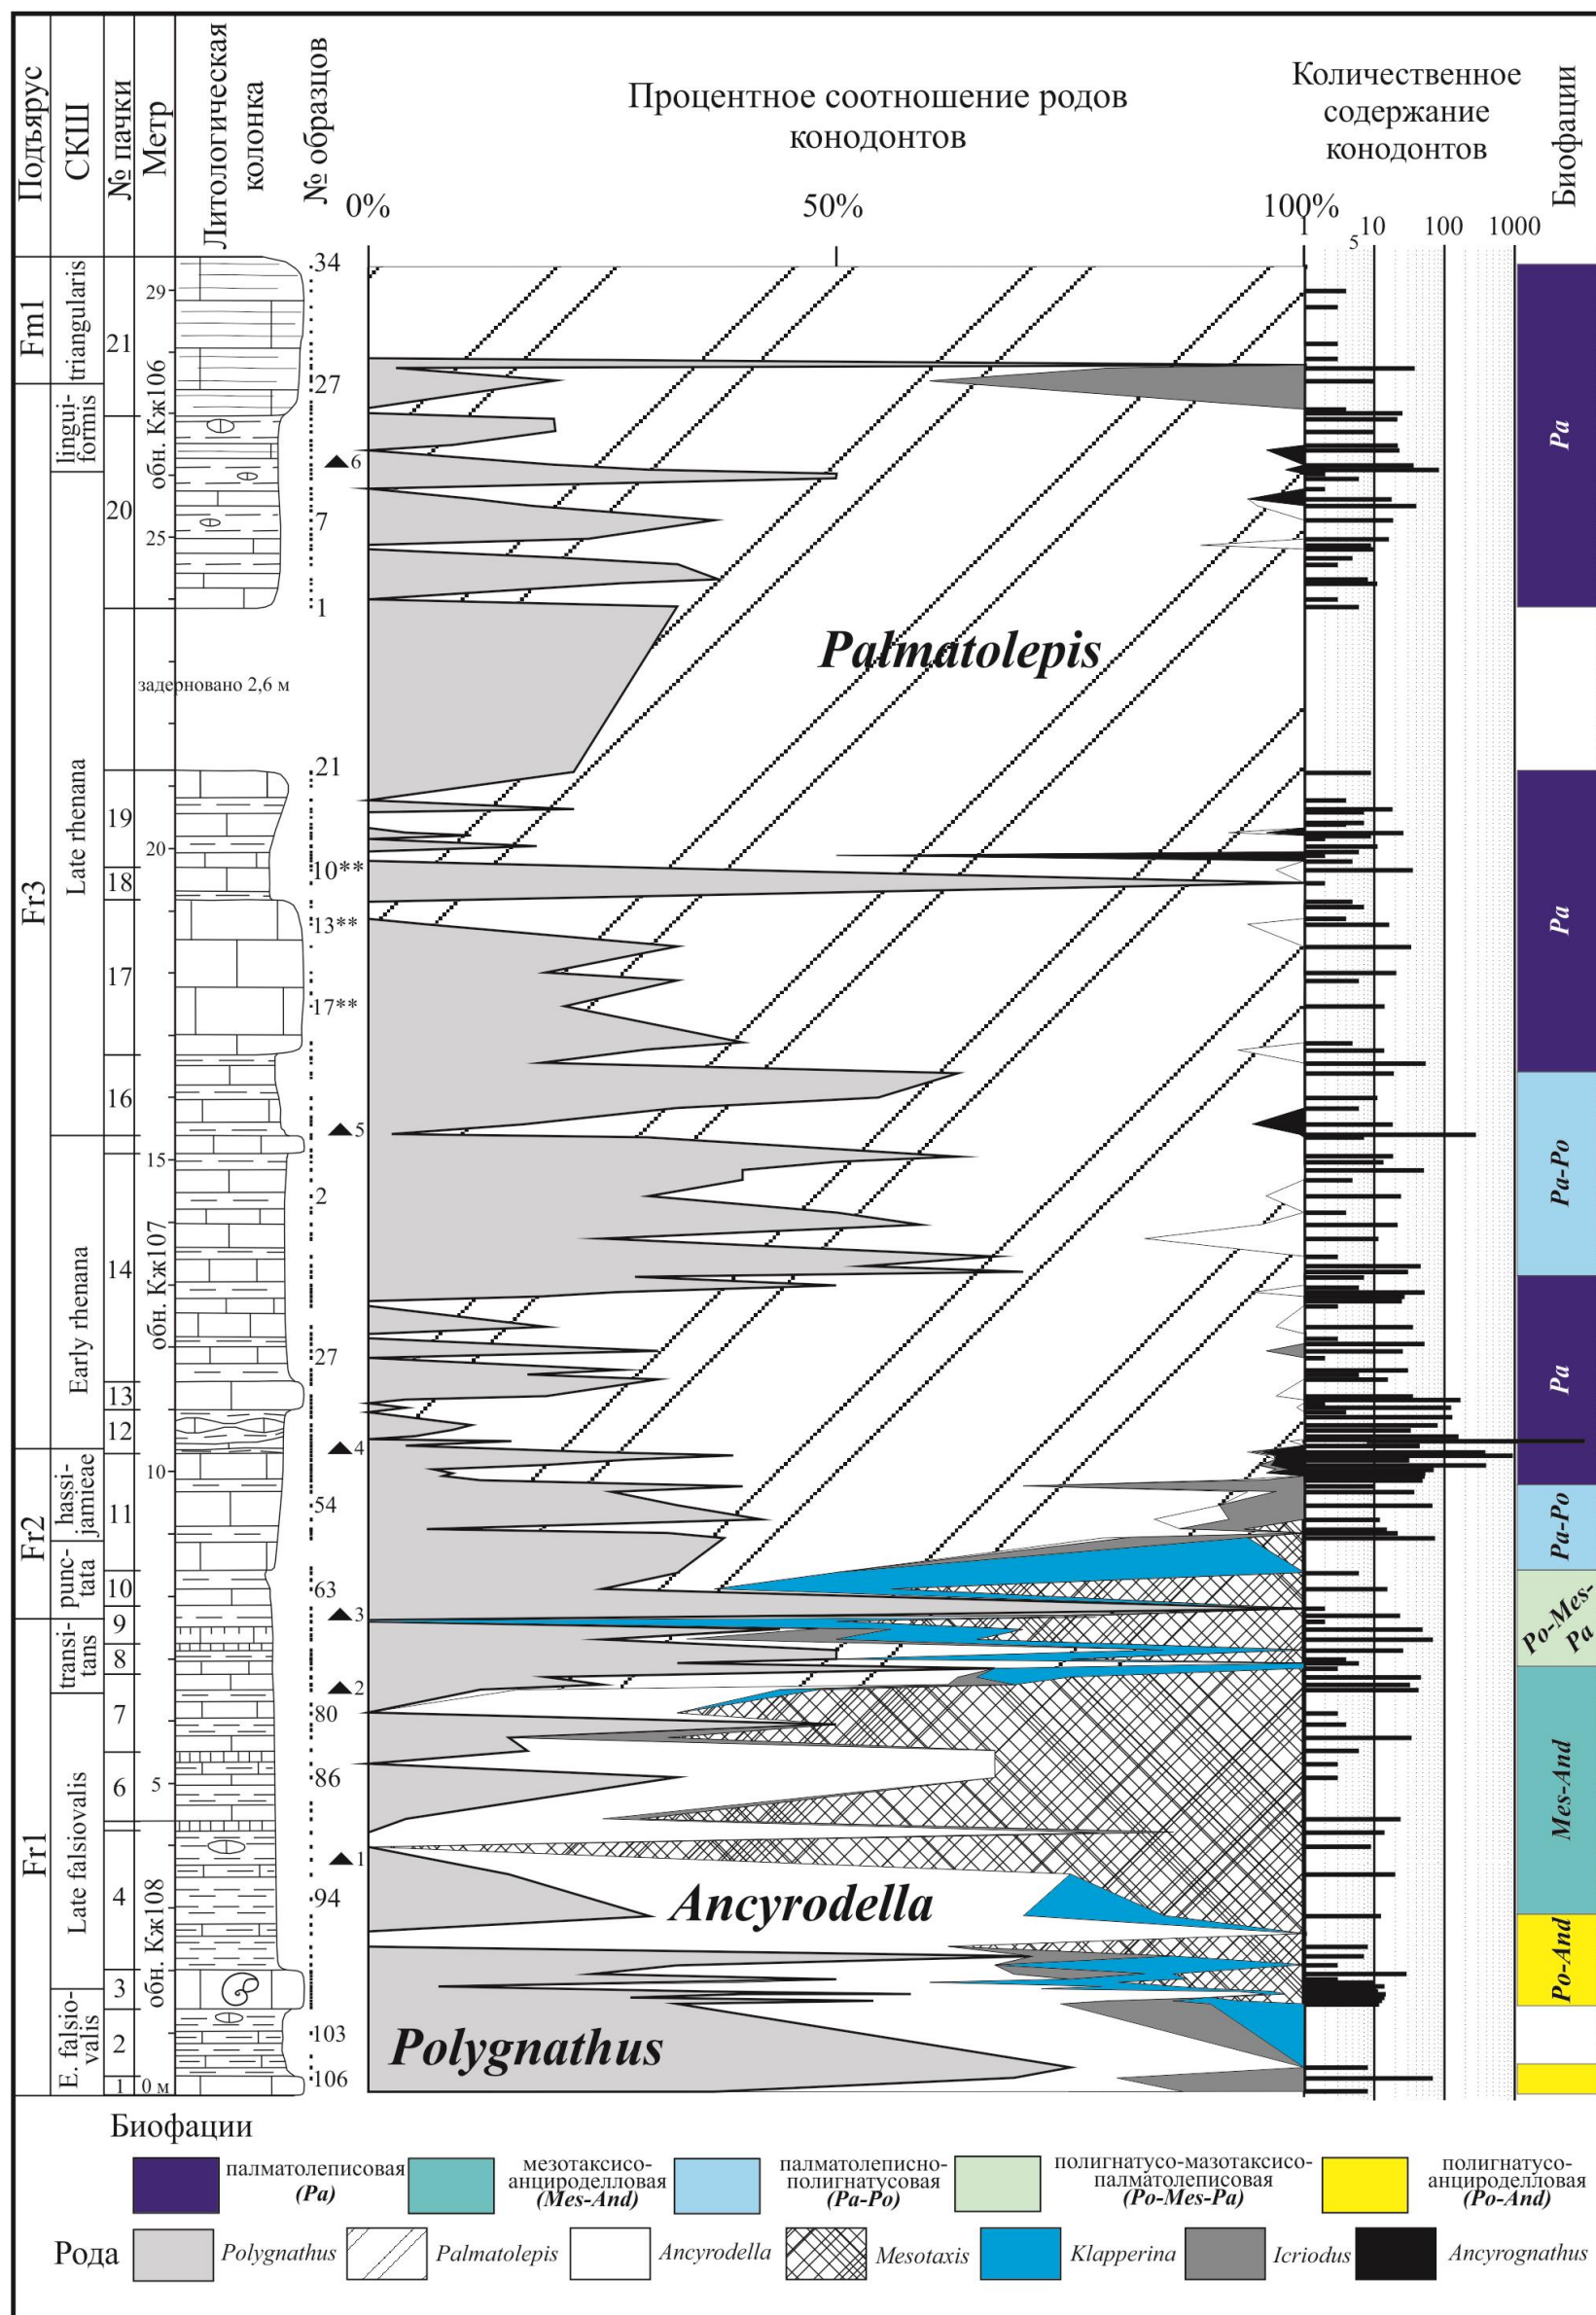 Подъярус
СКШ
№ пачки
Метр
Литологическая
колонка
№ образцов
Процентное соотношение родов
конодонтов
0%
50%
100%
Количественное
содержание
конодонтов
1
5
10
100
1000
Биофации
Fm1
Fr3
Fr2
Fr1
triangularis
lingui-
formis
Late rhenana
Early rhenana
hassi-
jamieae
punc-
tata
transi-
tans
Late falsiovalis
E. falsio-
valis
21
20
19
18
17
16
14
13
12
11
10
9
8
7
6
4
3
2
1
29
обн. Кж106
25
задерновано 2,6 м
20
15
обн. Кж107
10
5
обн. Кж108
0 м
34
27
7
1
21
10**
13**
17**
2
27
54
63
80
86
94
103
106
6
5
4
3
2
1
Palmatolepis
Ancyrodella
Polygnathus
Pa
Pa
Pa-Po
Pa
Pa-Po
Po-Mes-
Pa
Mes-And
Po-And
Биофации
палматолеписовая
(Pa)
мезотаксисо-
анцироделловая
(Mes-And)
палматолеписно-
полигнатусовая
(Pa-Po)
полигнатусо-мазотаксисо-
палматолеписовая
(Po-Mes-Pa)
полигнатусо-
анцироделловая
(Po-And)
Рода
Polygnathus
Palmatolepis
Ancyrodella
Mesotaxis
Klapperina
Icriodus
Ancyrognathus